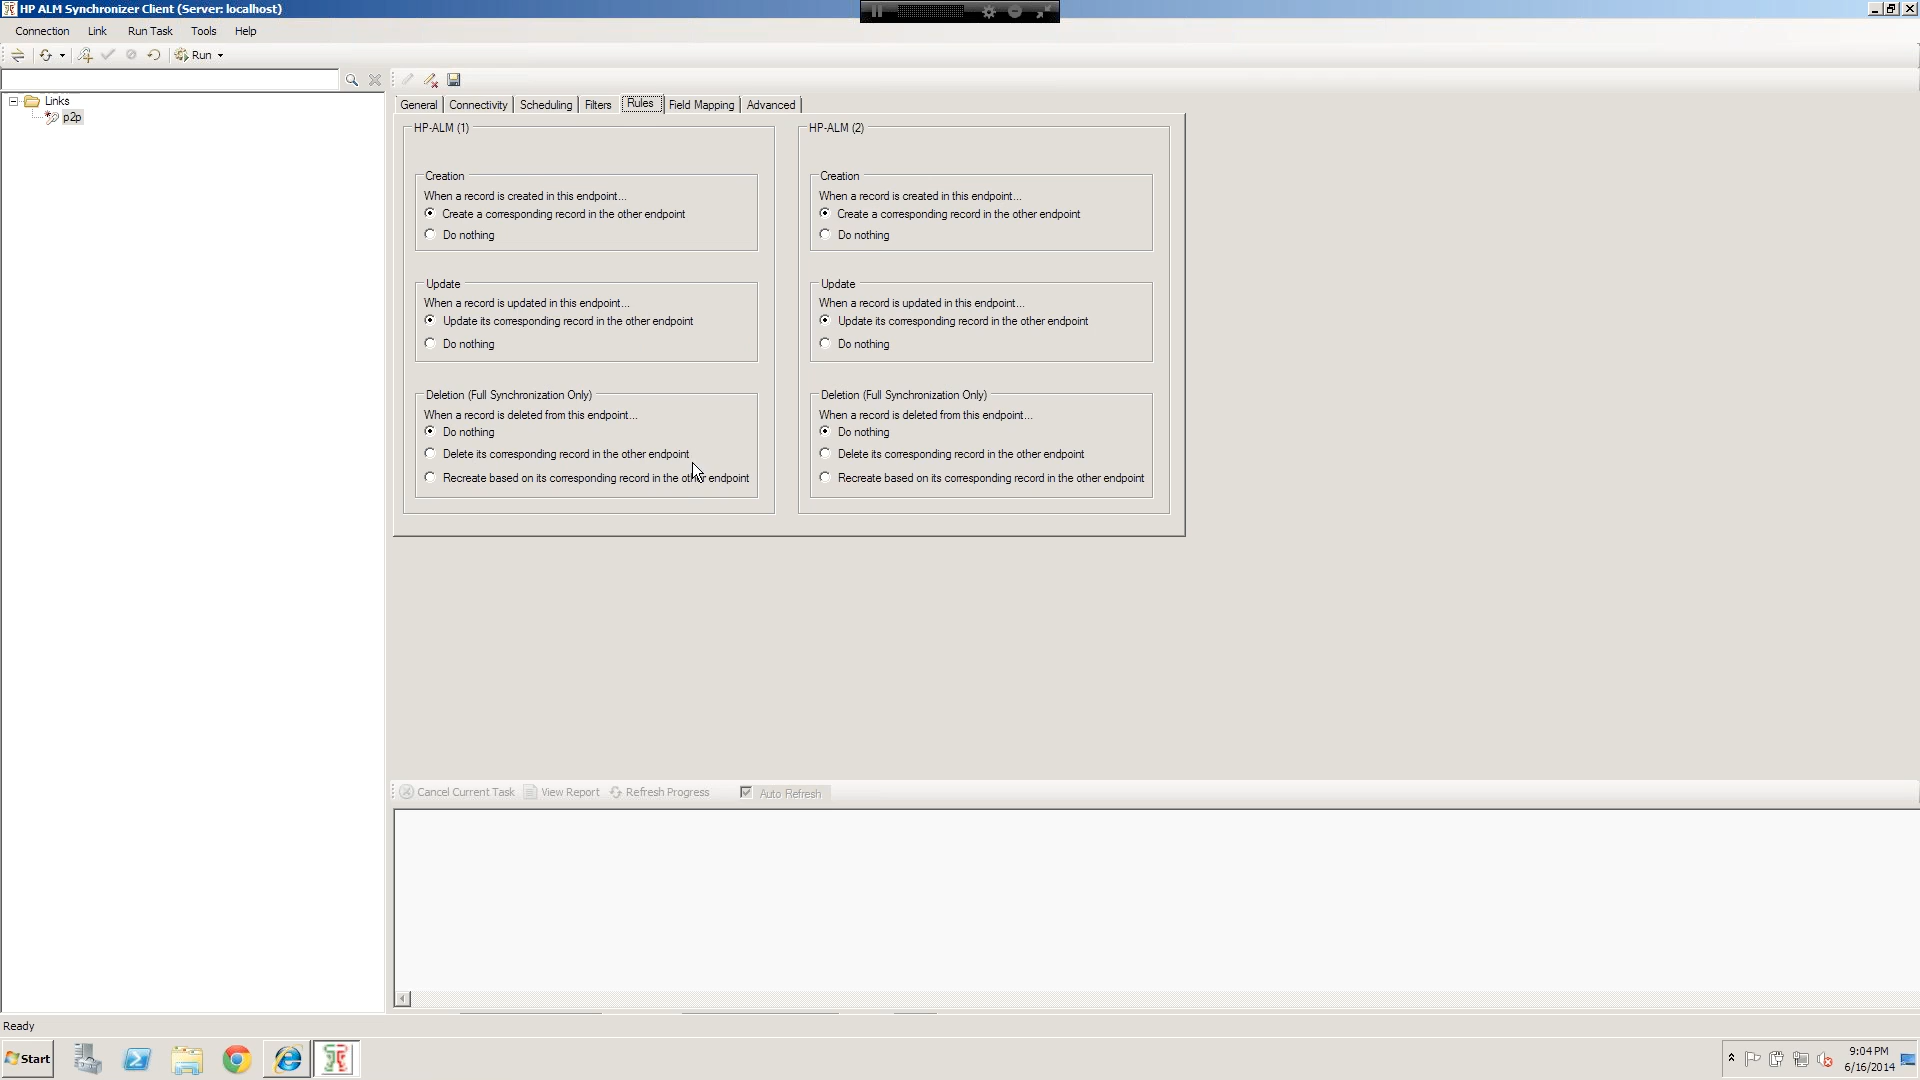 HP ALM Synchronizer Client (Server: localhost)
Connection Link Run Task Tools Help
Run
General Connectivity Scheduling Filters Rules Field Mapping Advanced
Links
p2p
HP-ALM (1)
Creation
When a record is created in this endpoint...
Create a corresponding record in the other endpoint
Do nothing
Update
When a record is updated in this endpoint...
Update its corresponding record in the other endpoint
Do nothing
Deletion (Full Synchronization Only)
When a record is deleted from this endpoint...
Do nothing
Delete its corresponding record in the other endpoint
Recreate based on its corresponding record in the other endpoint
HP-ALM (2)
Creation
When a record is created in this endpoint...
Create a corresponding record in the other endpoint
Do nothing
Update
When a record is updated in this endpoint...
Update its corresponding record in the other endpoint
Do nothing
Deletion (Full Synchronization Only)
When a record is deleted from this endpoint...
Do nothing
Delete its corresponding record in the other endpoint
Recreate based on its corresponding record in the other endpoint
Cancel Current Task View Report Refresh Progress Auto Refresh
Ready
Start
9:04 PM
6/16/2014